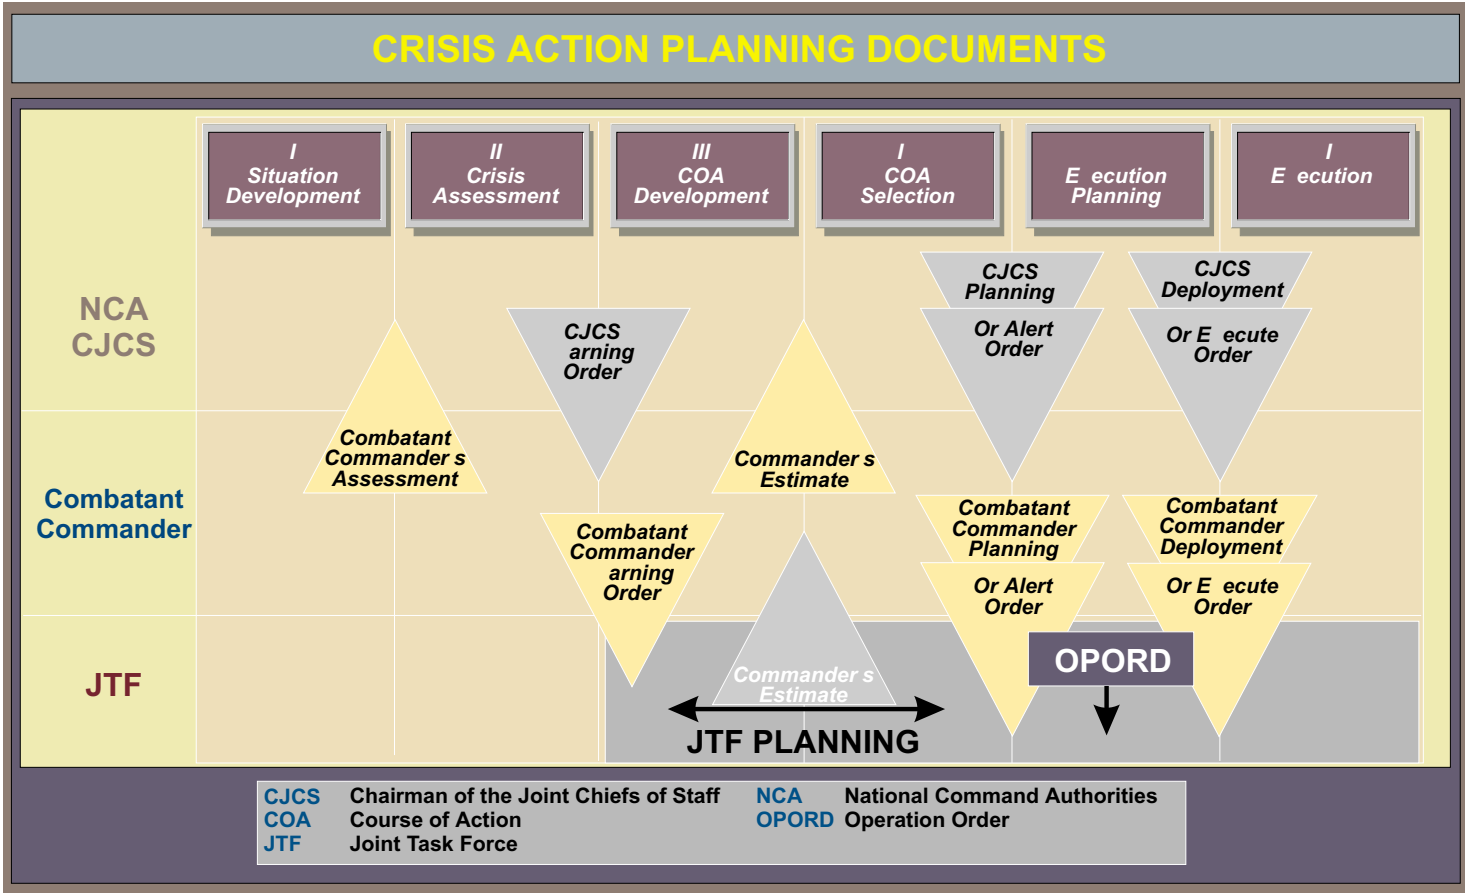 CRISIS ACTION PLANNING DOCUMENTS
I
Situation
Development
II
Crisis
Assessment
III
COA
Development
I
COA
Selection
E ecution
Planning
I
E ecution
NCA
CJCS
Combatant
Commander
JTF
Combatant
Commander s
Assessment
CJCS
arning
Order
Combatant
Commander
arning
Order
Commander s
Estimate
Commander s
Estimate
CJCS
Planning
Or Alert
Order
Combatant
Commander
Planning
Or Alert
Order
CJCS
Deployment
Or E ecute
Order
Combatant
Commander
Deployment
Or E ecute
Order
OPORD
JTF PLANNING
CJCS Chairman of the Joint Chiefs of Staff
COA Course of Action
JTF Joint Task Force
NCA National Command Authorities
OPORD Operation Order